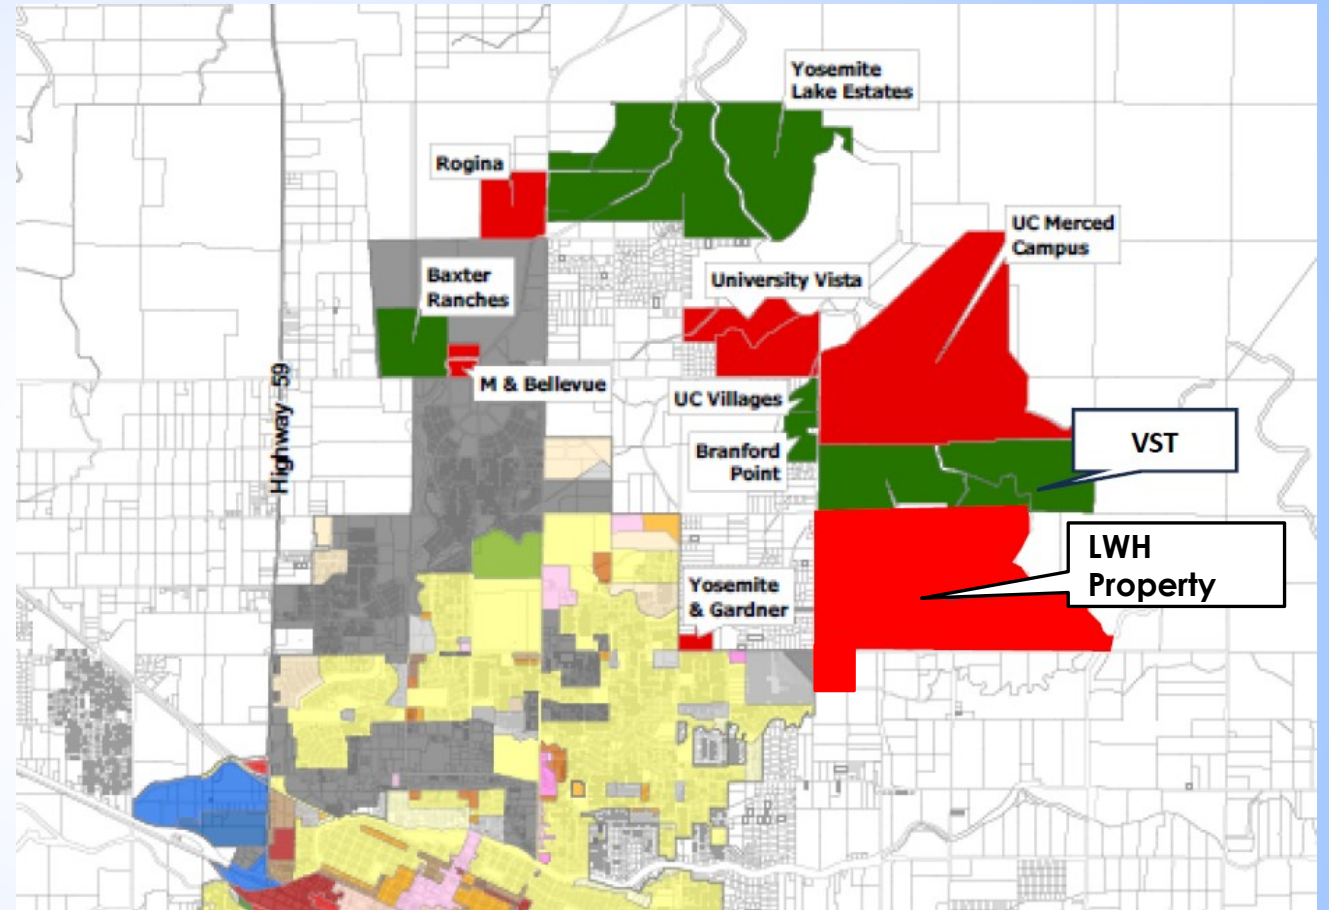 Yosemite
Lake Estates
Rogina
UC Merced
Campus
Baxter
Ranches
University Vista
M & Bellevue
UC Villages
Highway 59
Branford
Point
VST
LWH
Property
Yosemite
& Gardner